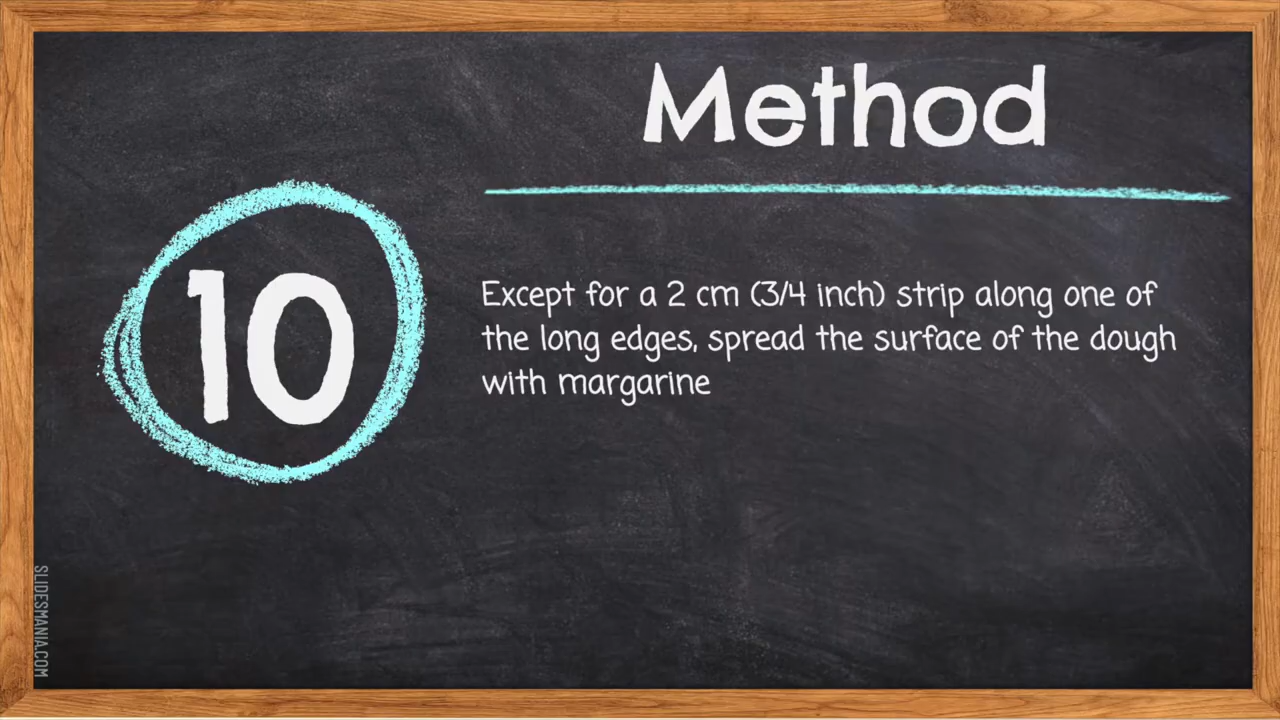 Method
10
Except for a 2 cm (3/4 inch) strip along one of
the long edges, spread the surface of the dough
with margarine
SLIDESMANIA.COM